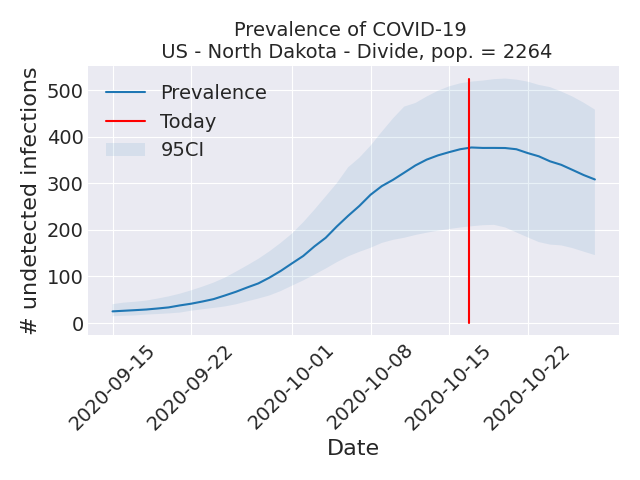 Prevalence of COVID-19
US - North Dakota - Divide, pop. = 2264
# undetected infections
500
400
300
200
100
0
Prevalence
Today
95CI
2020-09-15
2020-09-22
2020-10-01
2020-10-08
2020-10-15
2020-10-22
Date